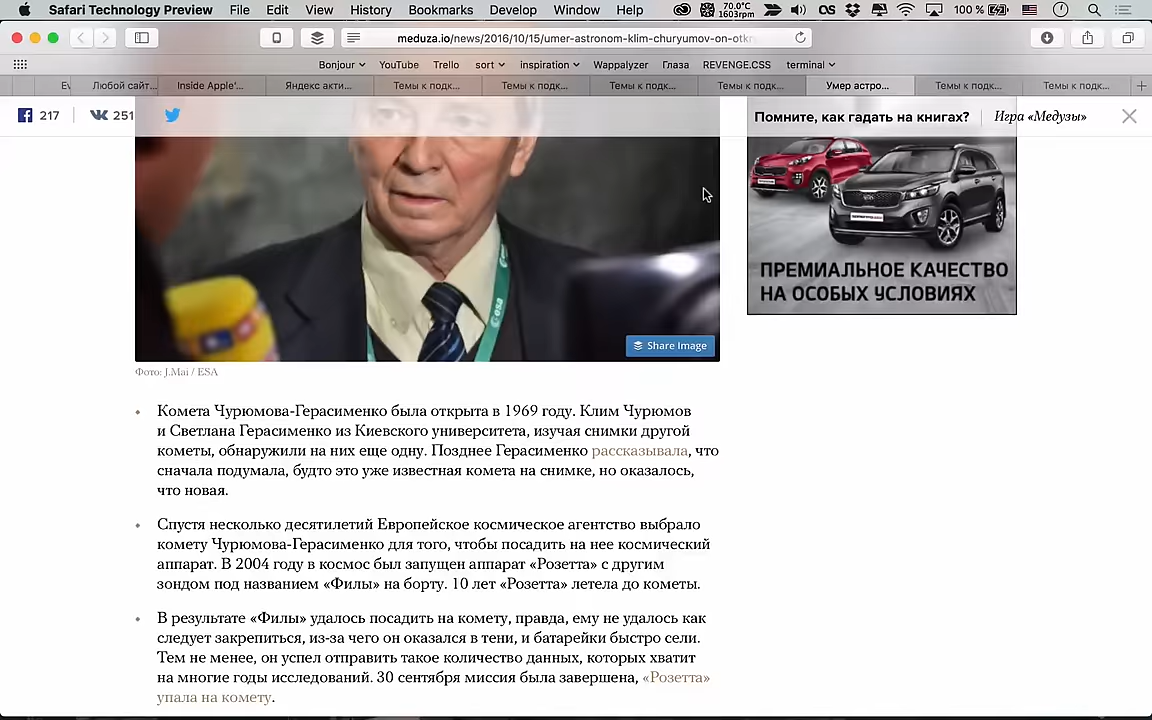 Safari Technology Preview File Edit View History Bookmarks Develop Window Help 70.0°C 1603rpm 100 %
meduza.io/news/2016/10/15/umer-astronom-klim-churyumov-on-otkr
Bonjour YouTube Trello sort inspiration Wappalyzer Глаза REVENGE.CSS terminal
Любой сайт... Inside Apple'... Яндекс акти... Темы к подк... Темы к подк... Темы к подк... Темы к подк... Умер астро... Темы к подк... Темы к подк...
217 251 Помните, как гадать на книгах? Игра «Медузы»
esa
ПРЕМИАЛЬНОЕ КАЧЕСТВО
НА ОСОБЫХ УСЛОВИЯХ
Share Image
Фото: J.Mai / ESA
Комета Чурюмова-Герасименко была открыта в 1969 году. Клим Чурюмов
и Светлана Герасименко из Киевского университета, изучая снимки другой
кометы, обнаружили на них еще одну. Позднее Герасименко рассказывала, что
сначала подумала, будто это уже известная комета на снимке, но оказалось,
что новая.
Спустя несколько десятилетий Европейское космическое агентство выбрало
комету Чурюмова-Герасименко для того, чтобы посадить на нее космический
аппарат. В 2004 году в космос был запущен аппарат «Розетта» с другим
зондом под названием «Филы» на борту. 10 лет «Розетта» летела до кометы.
В результате «Филы» удалось посадить на комету, правда, ему не удалось как
следует закрепиться, из-за чего он оказался в тени, и батарейки быстро сели.
Тем не менее, он успел отправить такое количество данных, которых хватит
на многие годы исследований. 30 сентября миссия была завершена, «Розетта»
упала на комету.